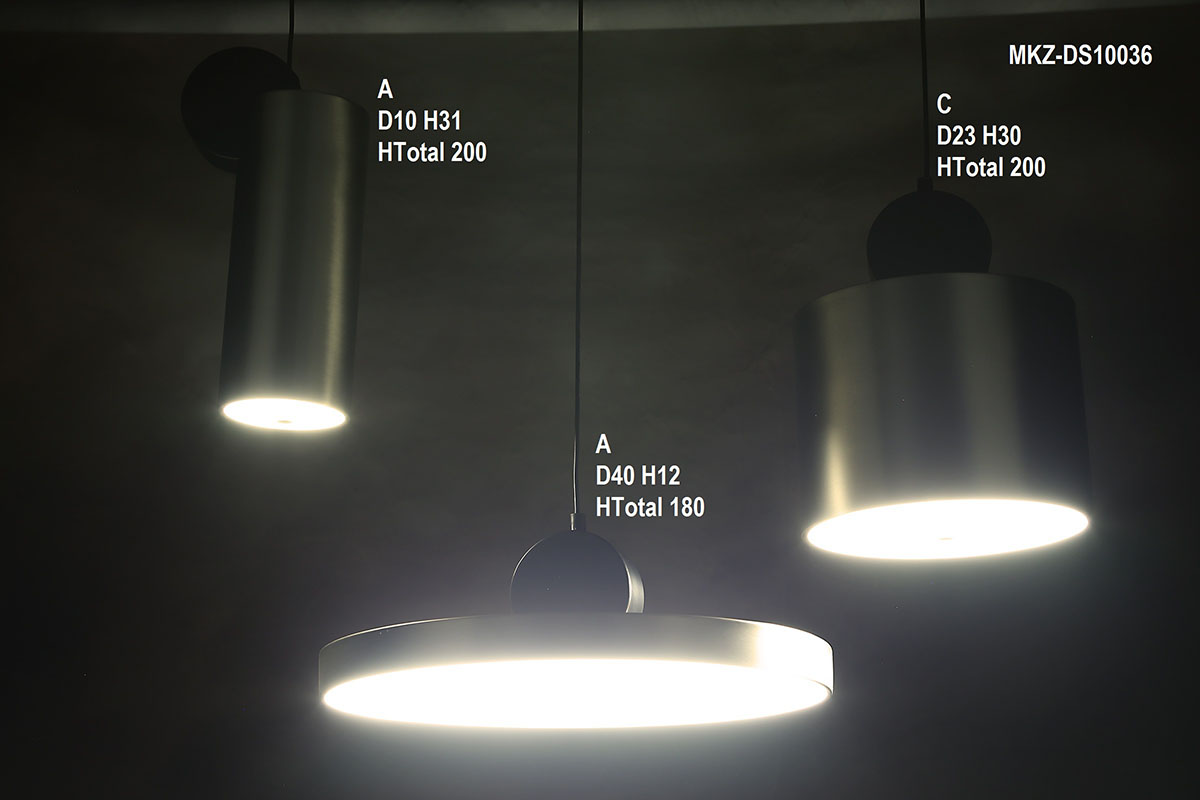 MKZ-DS10036
A
D10 H31
HTotal 200
C
D23 H30
HTotal 200
A
D40 H12
HTotal 180